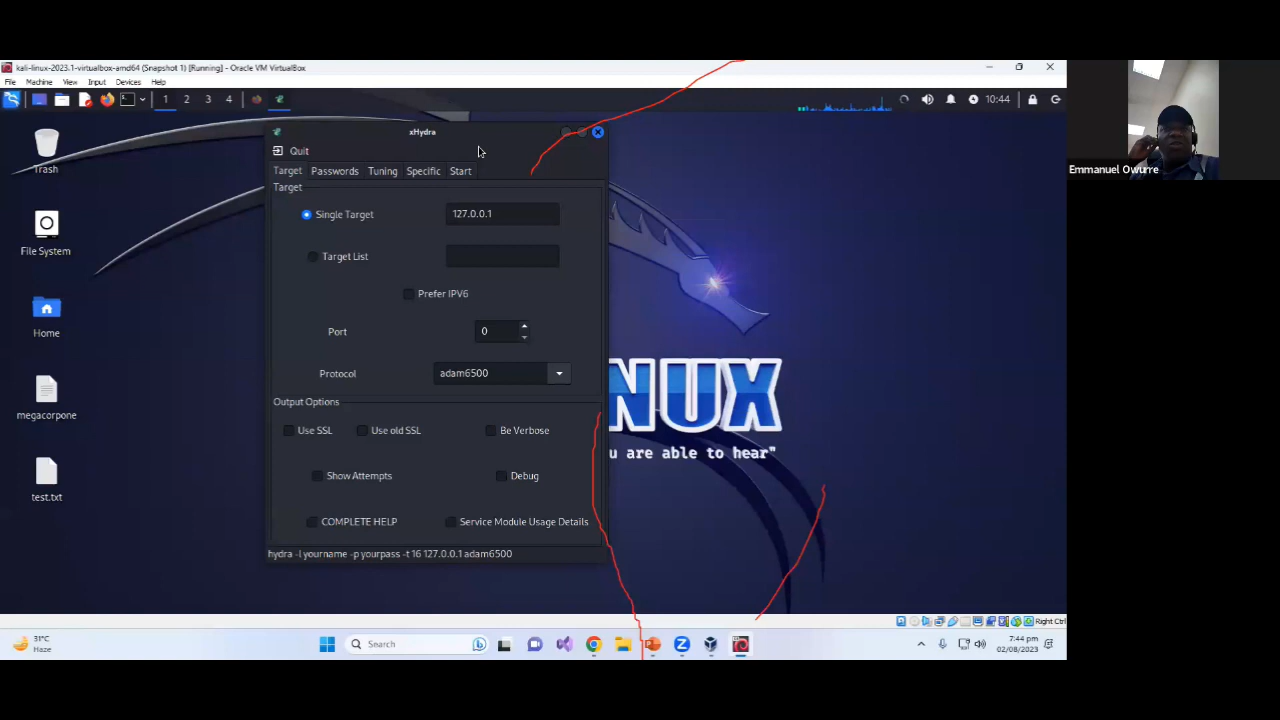 kali-linux-2023.1-virtualbox-amd64 (Snapshot 1) [Running] - Oracle VM VirtualBox
File Machine View Input Devices Help
1 2 3 4
10:44
Trash
File System
Home
megacorpone
test.txt
xHydra
Quit
Target Passwords Tuning Specific Start
Target
Single Target 127.0.0.1
Target List
Prefer IPV6
Port 0
Protocol adam6500
Output Options
Use SSL Use old SSL Be Verbose
Show Attempts Debug
COMPLETE HELP Service Module Usage Details
hydra -l yourname -p yourpass -t 16 127.0.0.1 adam6500
NUX
u are able to hear"
Emmanuel Owurre
Right Ctrl
31°C
Haze
Search
7:44 pm
02/08/2023